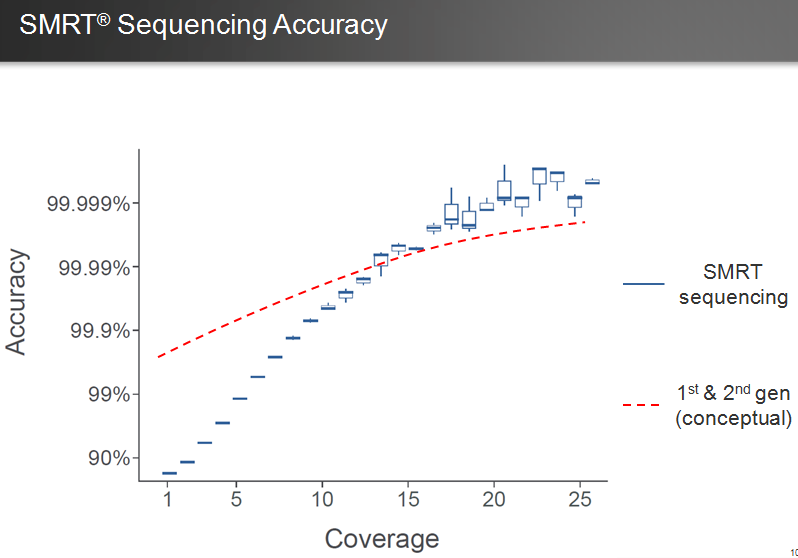 SMRT® Sequencing Accuracy
99.999%
99.99%
99.9%
99%
90%
Accuracy
1 5 10 15 20 25
Coverage
SMRT
sequencing
1st & 2nd gen
(conceptual)